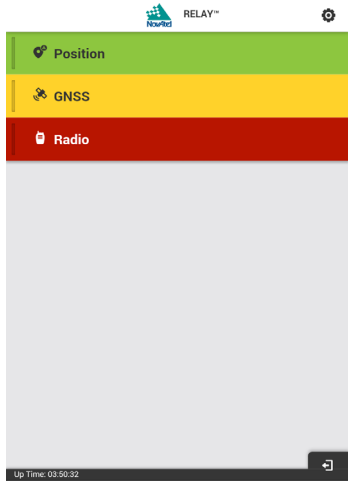 NovAtel
RELAY™
Position
GNSS
Radio
Up Time: 03:50:32